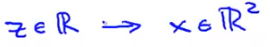 z ∈ ℝ → x ∈ ℝ²